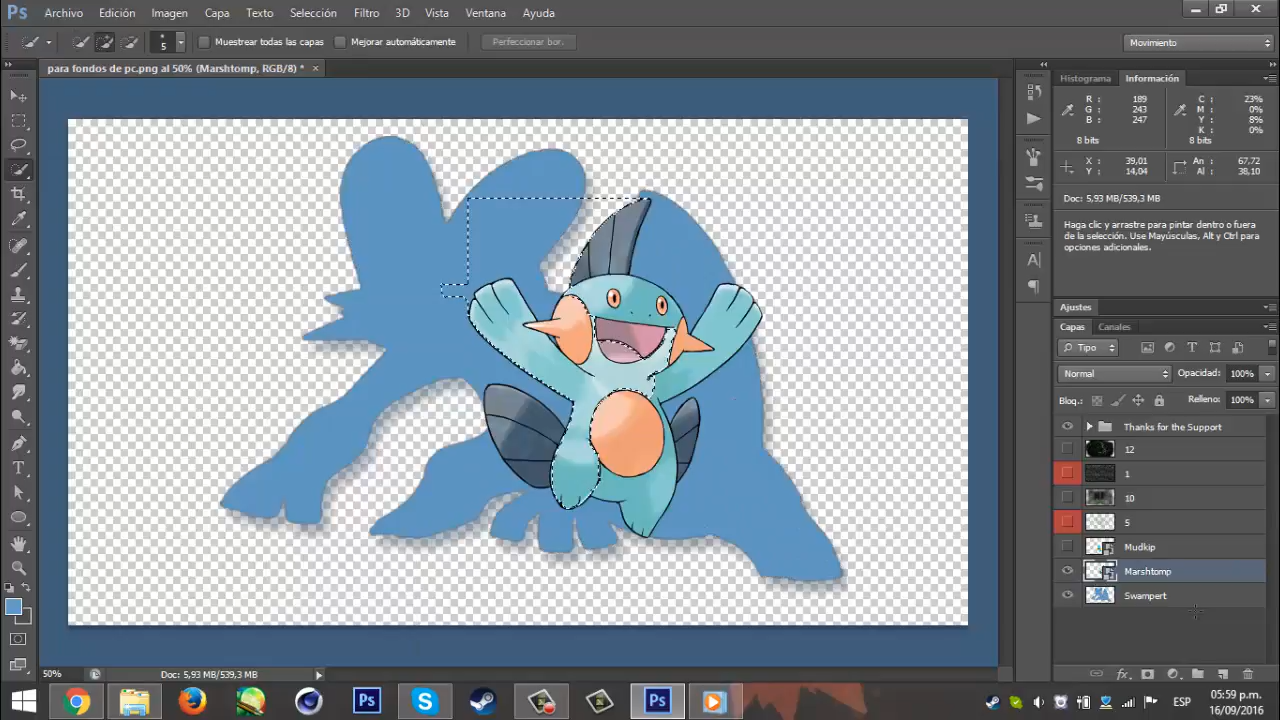 Ps Archivo Edición Imagen Capa Texto Selección Filtro 3D Vista Ventana Ayuda
5 Muestrear todas las capas Mejorar automáticamente Perfeccionar bor... Movimiento
para fondos de pc.png al 50% (Marshtomp, RGB/8) * ×
Histograma Información
R: 189 C: 23%
G: 243 M: 0%
B: 247 Y: 8%
K: 0%
8 bits 8 bits
X: 39,01 An: 67,72
Y: 14,04 Al: 38,10
Doc: 5,93 MB/539,3 MB
Haga clic y arrastre para pintar dentro o fuera
de la selección. Use Mayúsculas, Alt y Ctrl para
opciones adicionales.
Ajustes
Capas Canales
Tipo
Normal Opacidad: 100%
Bloq.: Relleno: 100%
Thanks for the Support
12
1
10
5
Mudkip
Marshtomp
Swampert
50% Doc: 5,93 MB/539,3 MB
Ps Ps ESP 05:59 p.m.
16/09/2016